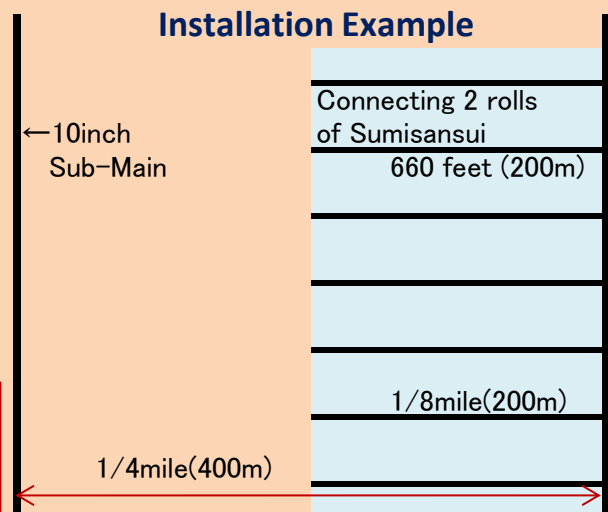 Installation Example
Connecting 2 rolls
of Sumisansui
←10inch
Sub-Main
660 feet (200m)
1/8mile(200m)
1/4mile(400m)